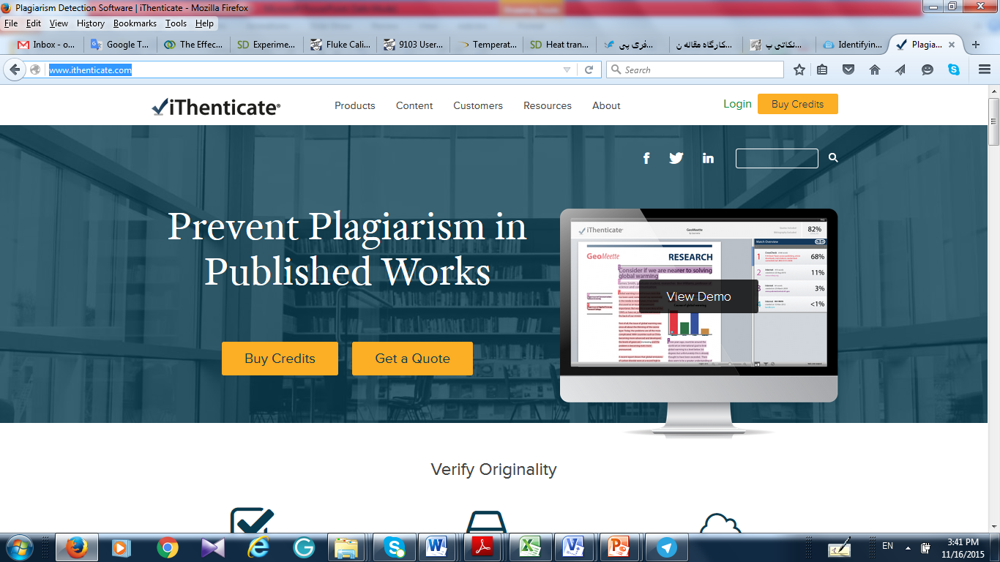 Plagiarism Detection Software | iThenticate - Mozilla Firefox
File Edit View History Bookmarks Tools Help
Inbox - o... Google T... The Effec... SD Experime... Fluke Cali... 9103 User... Temperat... SD Heat tran... فری پی... کارگاه مقاله ن... نکاتی پ... Identifyin... Plagia...
www.ithenticate.com
Search
iThenticate®
Products Content Customers Resources About
Login Buy Credits
Prevent Plagiarism in
Published Works
Buy Credits Get a Quote
iThenticate
GeoMeette
82%
GeoMeette RESEARCH
Match Overview
Consider if we are nearer to solving
global warming
1 68%
2 11%
3 3%
4 <1%
View Demo
Verify Originality
EN
3:41 PM
11/16/2015